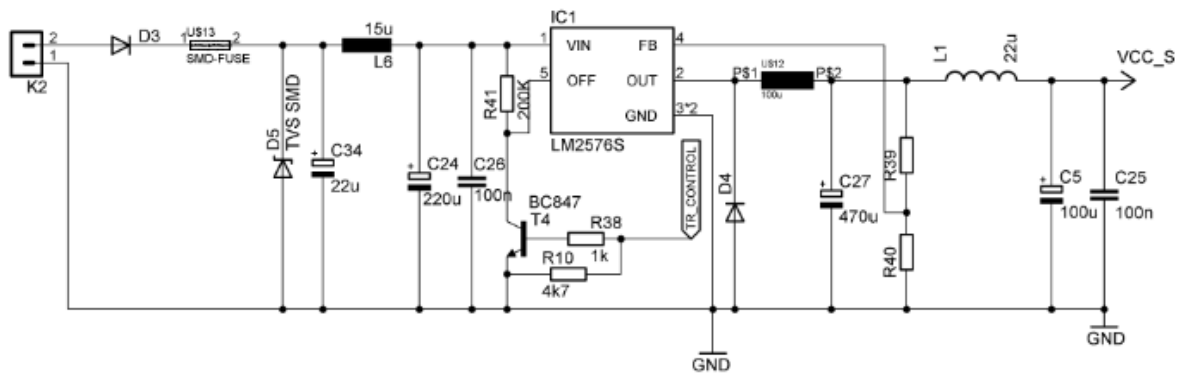 IC1
15u
L6
D3
1 U$13 2
SMD-FUSE
2
1
K2
1 VIN
5 OFF
FB 4
OUT 2
GND 3*2
LM2576S
R41
200K
P$1 U$12 P$2
100u
L1
22u
VCC_S
D5
TVS SMD
+
C34
22u
+
C24
220u
C26
100n
BC847
T4
R38
1k
R10
4k7
TR_CONTROL
D4
+
C27
470u
R39
R40
+
C5
100u
C25
100n
GND
GND